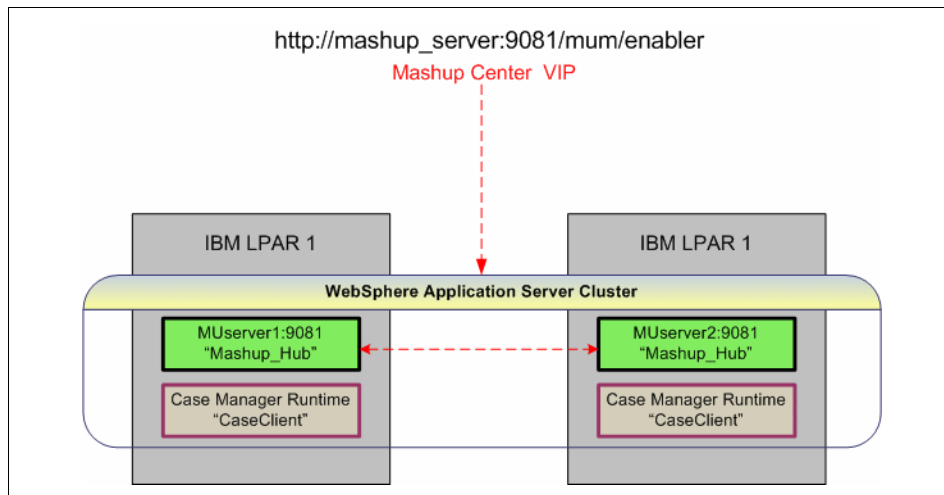 http://mashup_server:9081/mum/enabler
Mashup Center VIP
IBM LPAR 1
IBM LPAR 1
WebSphere Application Server Cluster
MUserver1:9081
“Mashup_Hub”
MUserver2:9081
“Mashup_Hub”
Case Manager Runtime
“CaseClient”
Case Manager Runtime
“CaseClient”